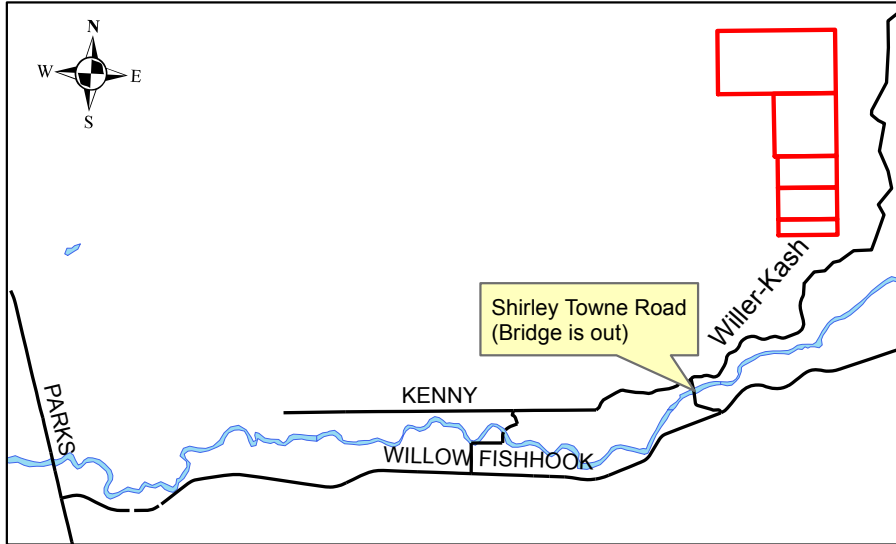 N
W
E
S
Shirley Towne Road
(Bridge is out)
Willer-Kash
KENNY
PARKS
WILLOW FISHHOOK